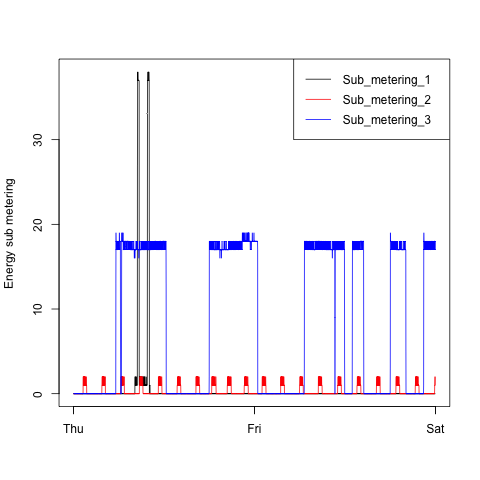 Sub_metering_1
Sub_metering_2
Sub_metering_3
Energy sub metering
30
20
10
0
Thu Fri Sat